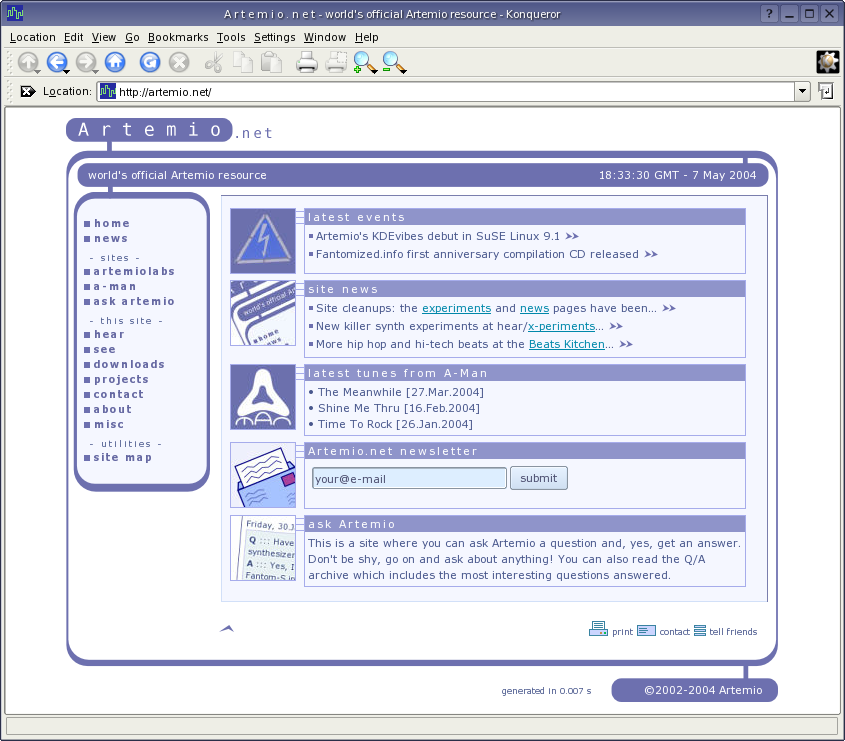 Artemio.net - world's official Artemio resource - Konqueror
Location Edit View Go Bookmarks Tools Settings Window Help
Location: http://artemio.net/
Artemio.net
world's official Artemio resource 18:33:30 GMT - 7 May 2004
home
news
- sites -
artemiolabs
a-man
ask artemio
- this site -
hear
see
downloads
projects
contact
about
misc
- utilities -
site map
latest events
Artemio's KDEvibes debut in SuSE Linux 9.1
Fantomized.info first anniversary compilation CD released
world's official Ar
home
news
site news
Site cleanups: the experiments and news pages have been...
New killer synth experiments at hear/x-periments...
More hip hop and hi-tech beats at the Beats Kitchen...
A MAN
latest tunes from A-Man
• The Meanwhile [27.Mar.2004]
• Shine Me Thru [16.Feb.2004]
• Time To Rock [26.Jan.2004]
Artemio.net newsletter
your@e-mail submit
Friday, 30 J
Q ::: Have
synthesizer
A ::: Yes, I
Fantom-S in
ask Artemio
This is a site where you can ask Artemio a question and, yes, get an answer.
Don't be shy, go on and ask about anything! You can also read the Q/A
archive which includes the most interesting questions answered.
print contact tell friends
generated in 0.007 s ©2002-2004 Artemio